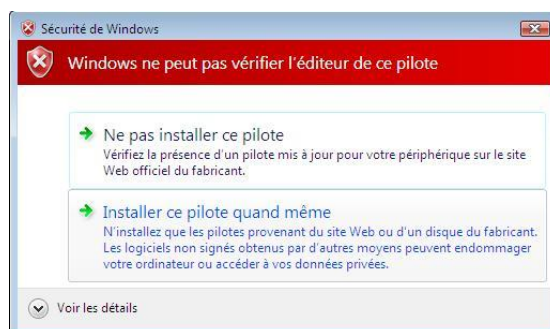 Sécurité de Windows
Windows ne peut pas vérifier l'éditeur de ce pilote
Ne pas installer ce pilote
Vérifiez la présence d'un pilote mis à jour pour votre périphérique sur le site
Web officiel du fabricant.
Installer ce pilote quand même
N'installez que les pilotes provenant du site Web ou d'un disque du fabricant.
Les logiciels non signés obtenus par d'autres moyens peuvent endommager
votre ordinateur ou accéder à vos données privées.
Voir les détails